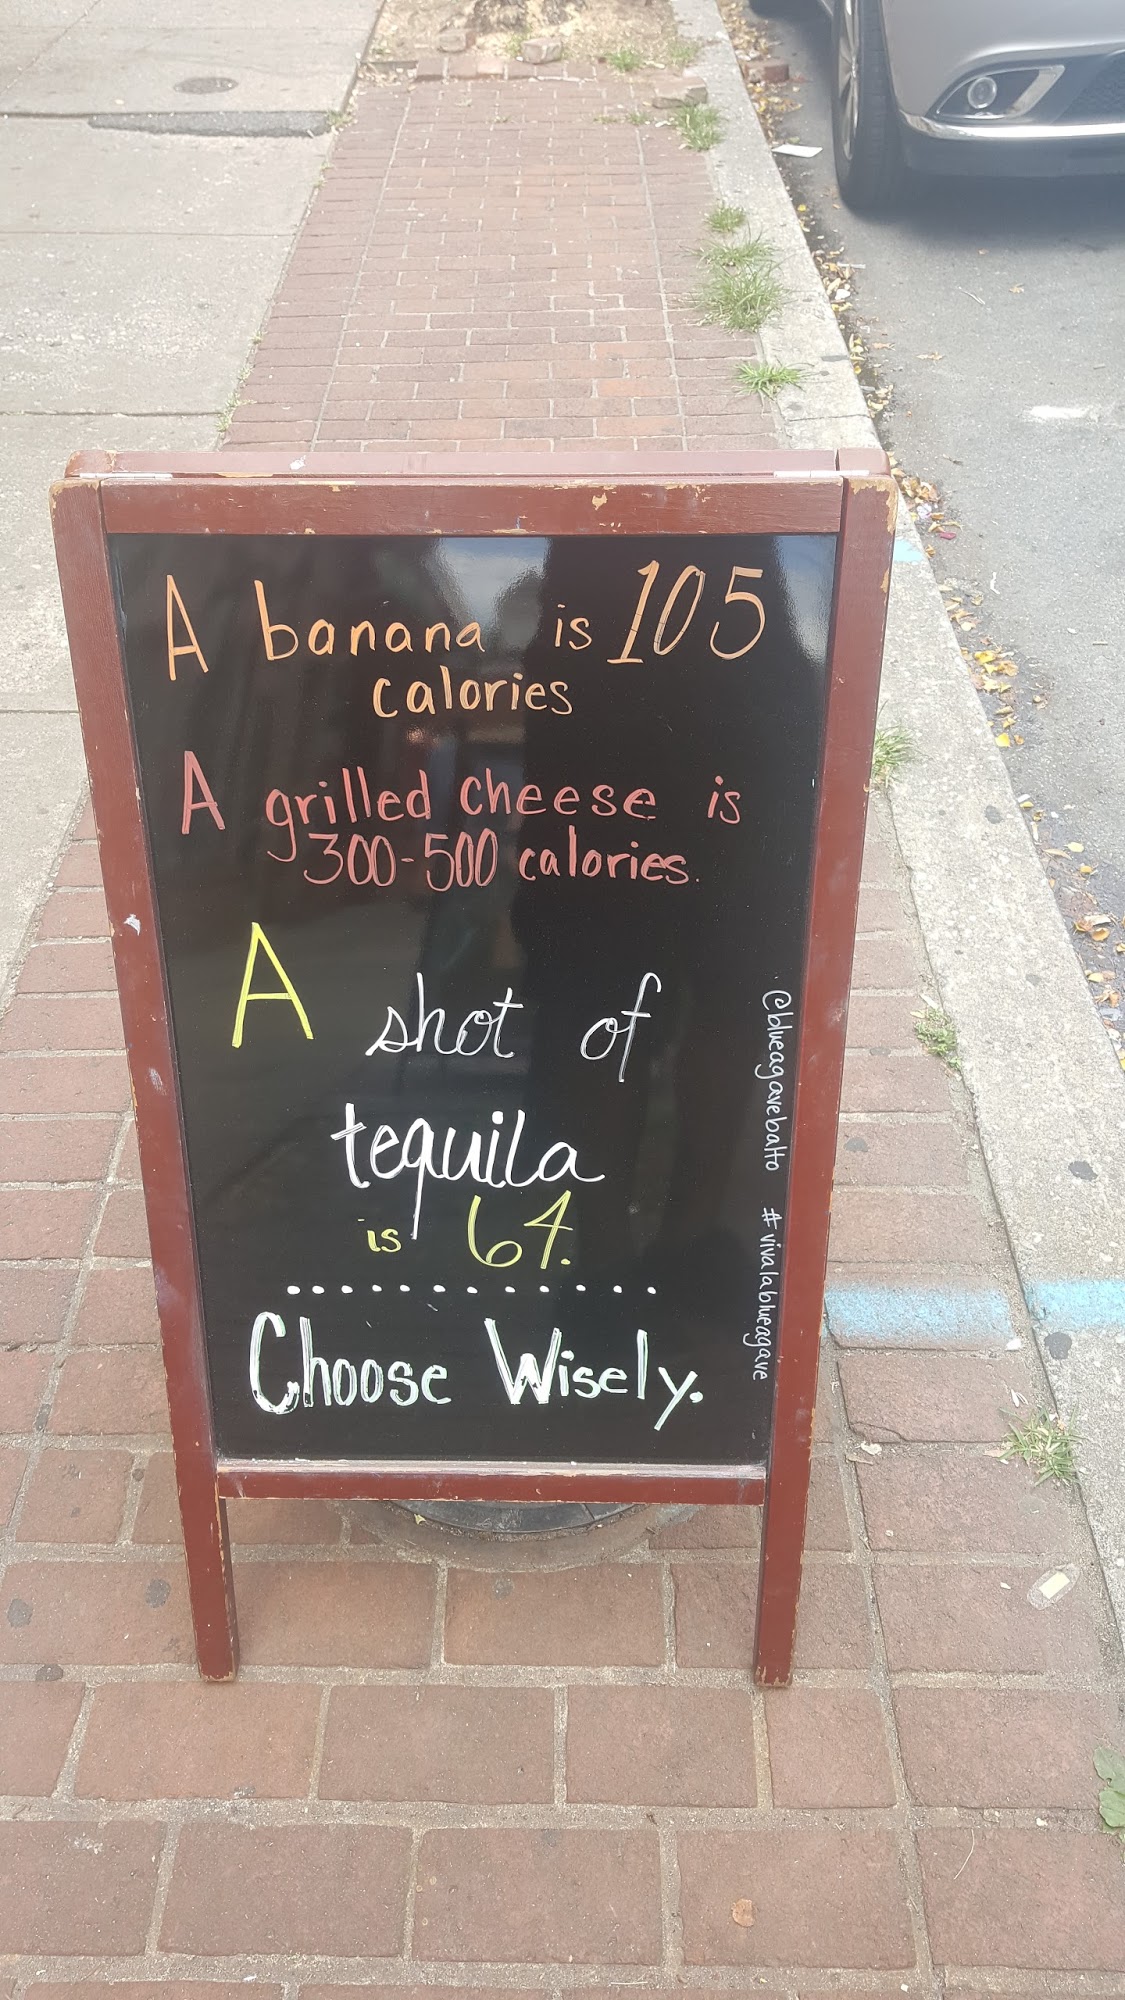 A banana is 105
calories
A grilled cheese is
300-500 calories.
A shot of
tequila
is 64.
Choose Wisely.
@blueagavebalto #vivalablueagave